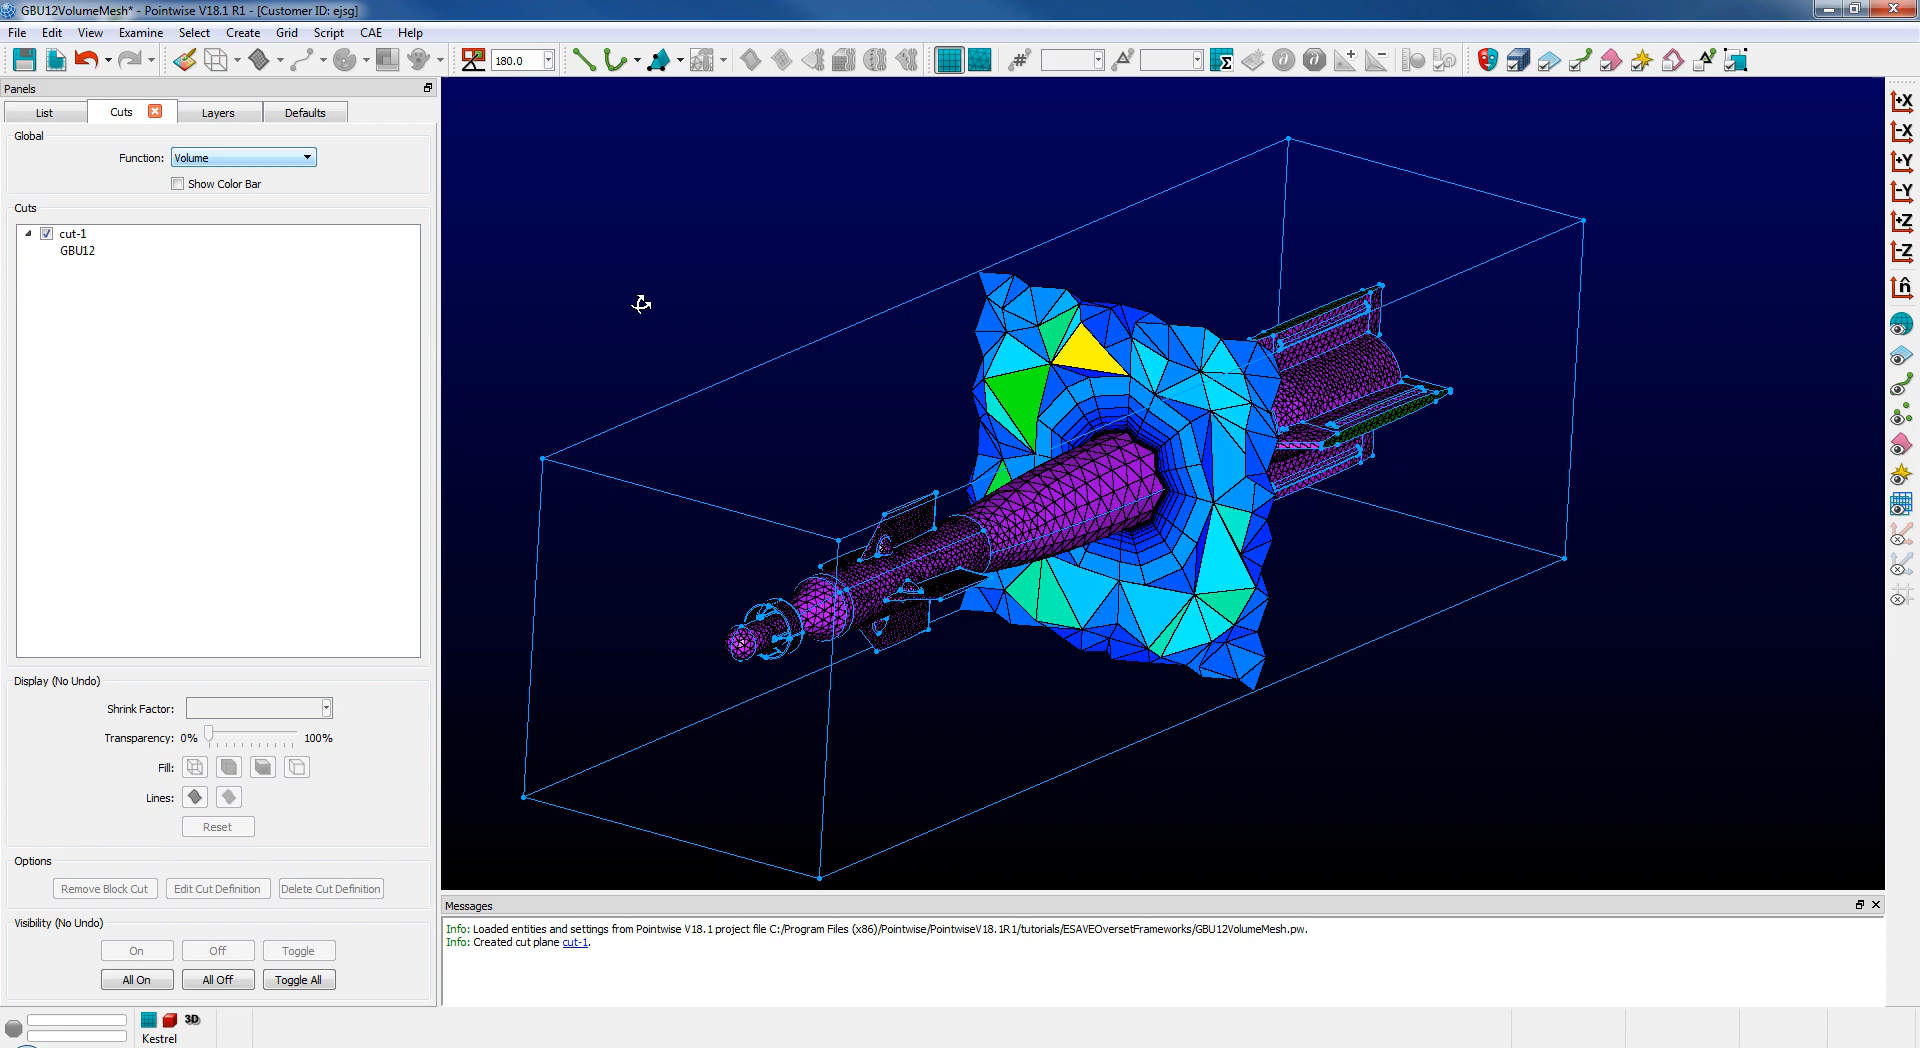 GBU12VolumeMesh* - Pointwise V18.1 R1 - [Customer ID: ejsg]
File Edit View Examine Select Create Grid Script CAE Help
180.0
Panels
List Cuts Layers Defaults
Global
Function: Volume
Show Color Bar
Cuts
cut-1
GBU12
Display (No Undo)
Shrink Factor:
Transparency: 0% 100%
Fill:
Lines:
Reset
Options
Remove Block Cut Edit Cut Definition Delete Cut Definition
Visibility (No Undo)
On Off Toggle
All On All Off Toggle All
+X
-X
+Y
-Y
+Z
-Z
n̂
Messages
Info: Loaded entities and settings from Pointwise V18.1 project file C:/Program Files (x86)/Pointwise/PointwiseV18.1R1/tutorials/ESAVEOversetFrameworks/GBU12VolumeMesh.pw.
Info: Created cut plane cut-1.
3D
Kestrel